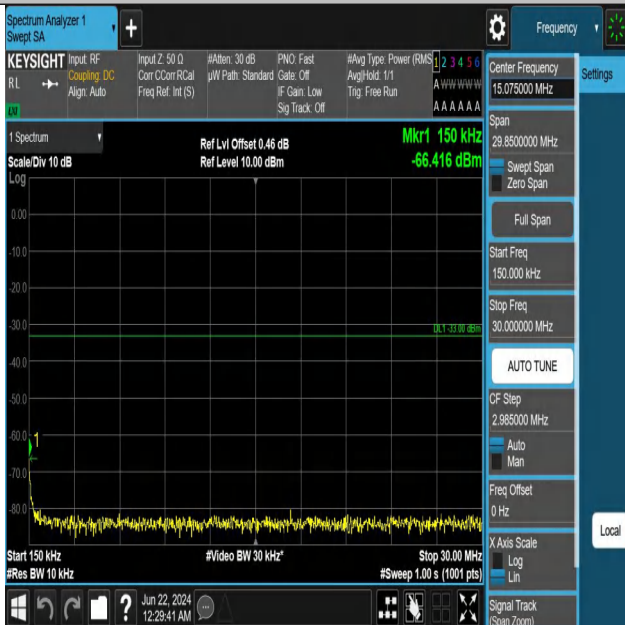 Spectrum Analyzer 1
Swept SA
+
Frequency
KEYSIGHT
RL
Input: RF
Coupling: DC
Align: Auto
Input Z: 50 Ω
Corr CCorr RCal
Freq Ref: Int (S)
#Atten: 30 dB
µW Path: Standard
PNO: Fast
Gate: Off
IF Gain: Low
Sig Track: Off
#Avg Type: Power (RMS
Avg|Hold: 1/1
Trig: Free Run
1 2 3 4 5 6
A W W W W W
A A A A A A
1 Spectrum
Scale/Div 10 dB
Log
Ref Lvl Offset 0.46 dB
Ref Level 10.00 dBm
Mkr1 150 kHz
-66.416 dBm
0.00
-10.0
-20.0
-30.0
DL1 -33.00 dBm
-40.0
-50.0
-60.0
1
-70.0
-80.0
Start 150 kHz
#Res BW 10 kHz
#Video BW 30 kHz*
Stop 30.00 MHz
#Sweep 1.00 s (1001 pts)
?
Jun 22, 2024
12:29:41 AM
Center Frequency
15.075000 MHz
Settings
Span
29.8500000 MHz
Swept Span
Zero Span
Full Span
Start Freq
150.000 kHz
Stop Freq
30.000000 MHz
AUTO TUNE
CF Step
2.985000 MHz
Auto
Man
Freq Offset
0 Hz
Local
X Axis Scale
Log
Lin
Signal Track
(Span Zoom)